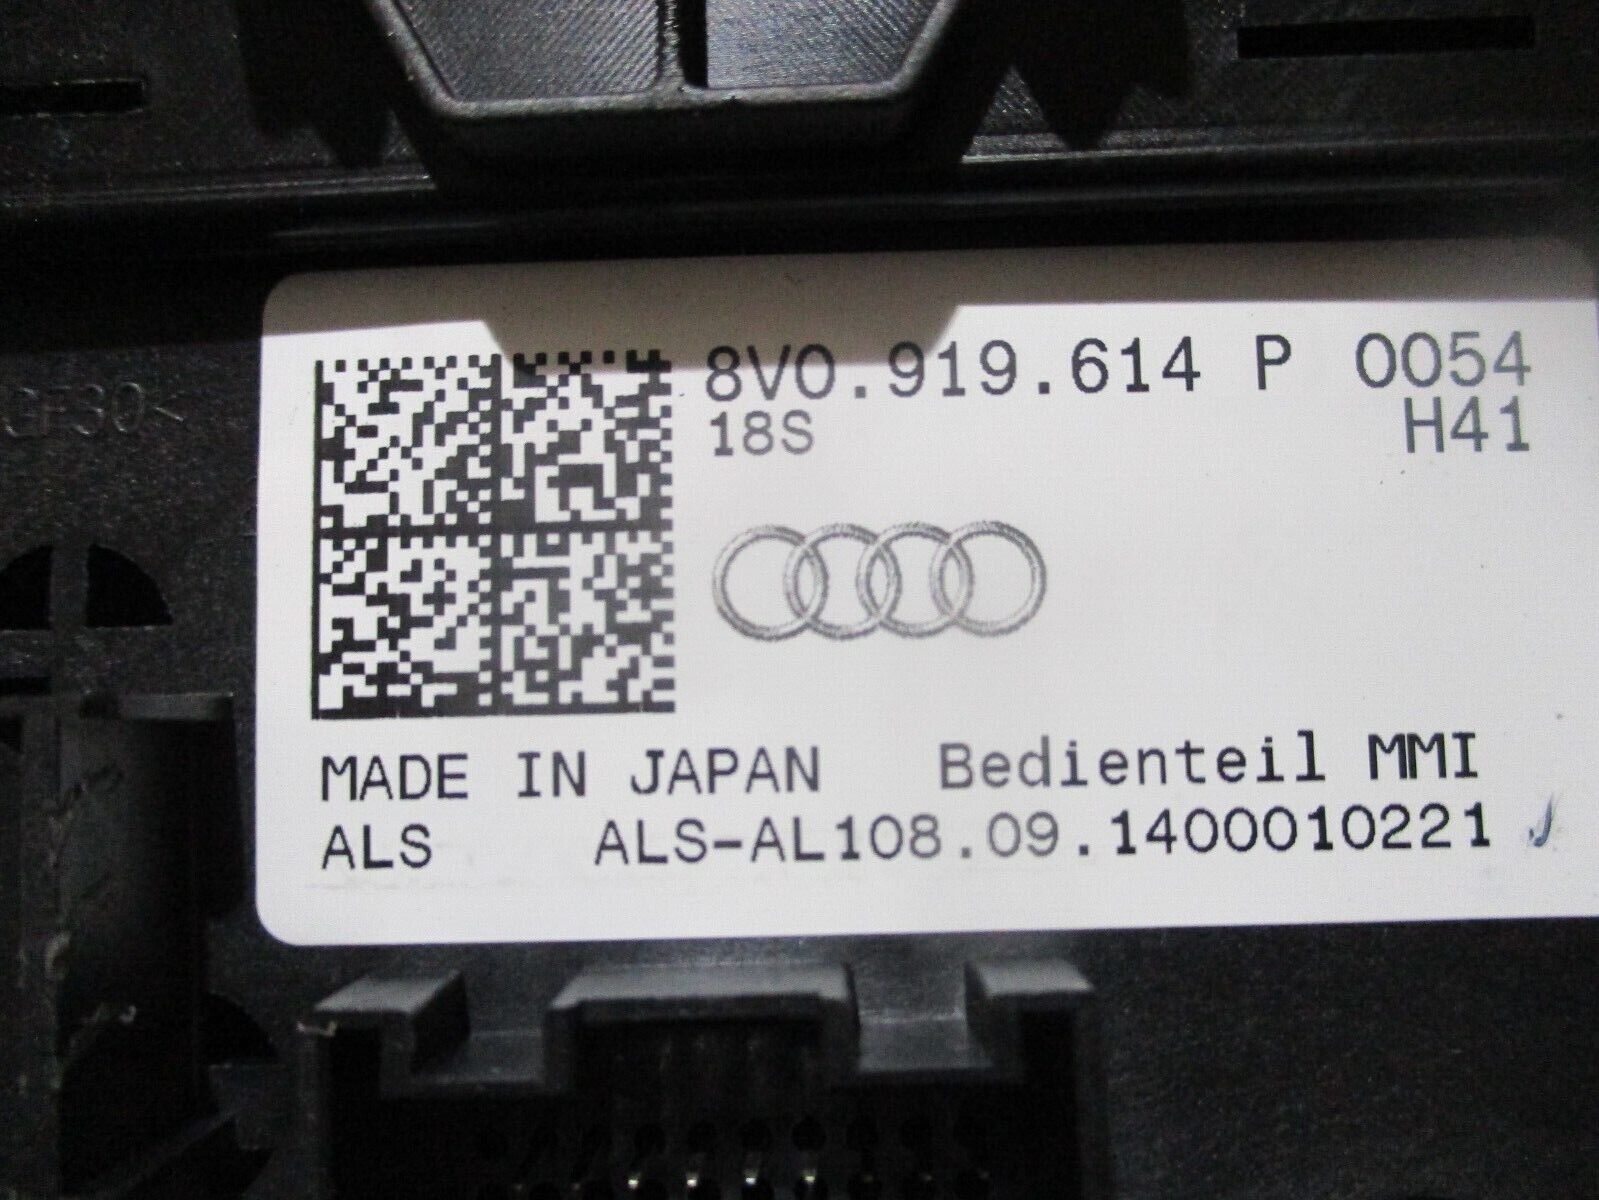 8V0.919.614 P 0054
18S H41
MADE IN JAPAN Bedienteil MMI
ALS ALS-AL108.09.1400010221